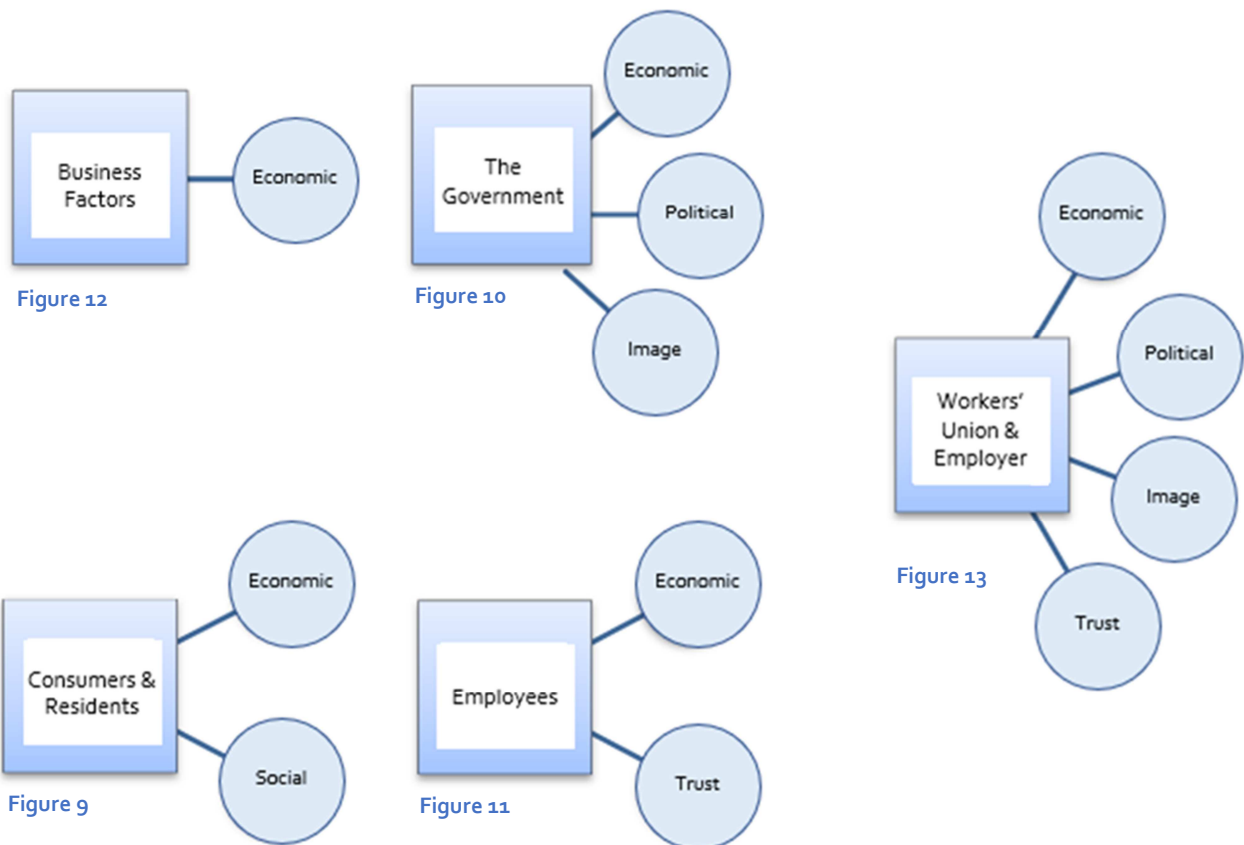 Business
Factors
Economic
Figure 12
The
Government
Economic
Political
Image
Figure 10
Workers'
Union &
Employer
Economic
Political
Image
Trust
Figure 13
Consumers &
Residents
Economic
Social
Figure 9
Employees
Economic
Trust
Figure 11